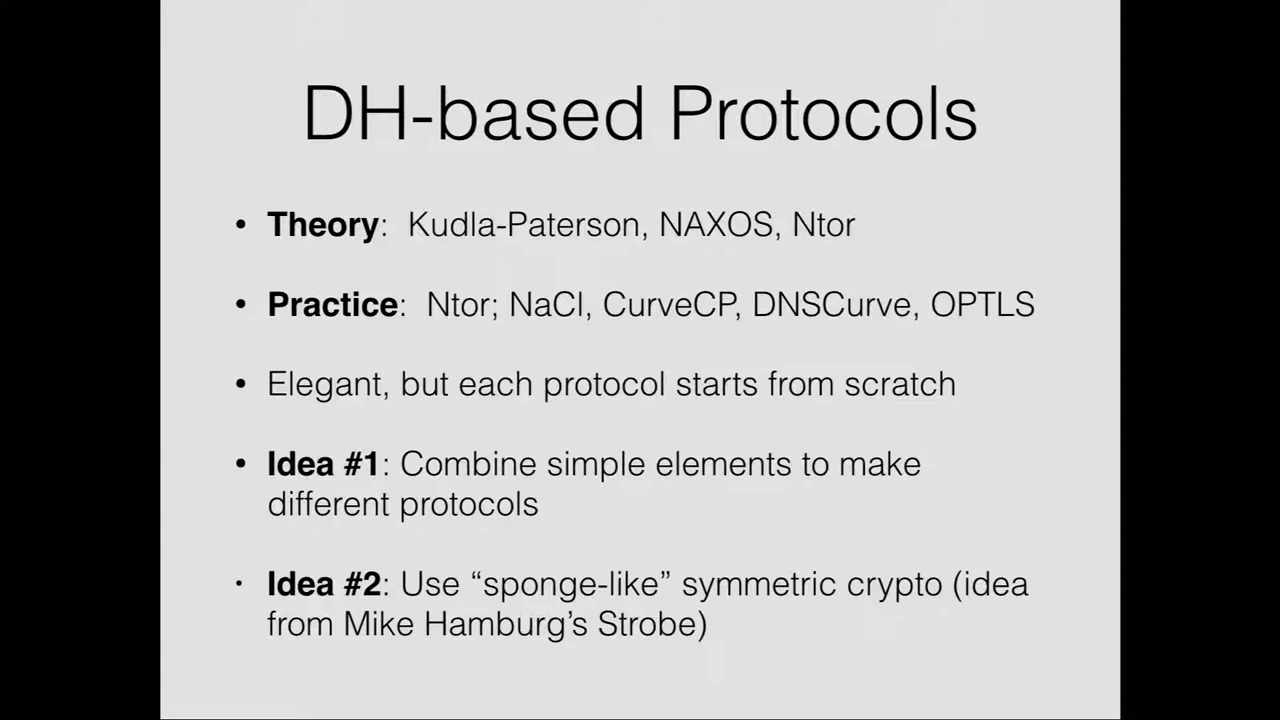 DH-based Protocols
• Theory: Kudla-Paterson, NAXOS, Ntor
• Practice: Ntor; NaCl, CurveCP, DNSCurve, OPTLS
• Elegant, but each protocol starts from scratch
• Idea #1: Combine simple elements to make
different protocols
• Idea #2: Use “sponge-like” symmetric crypto (idea
from Mike Hamburg’s Strobe)